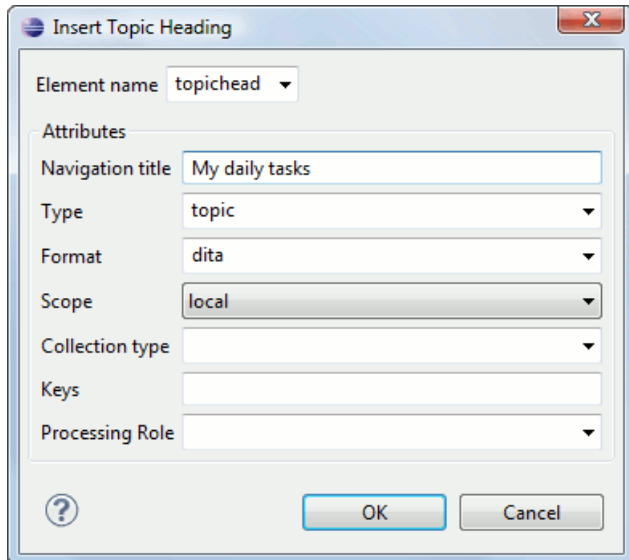 Insert Topic Heading
Element name topichead
Attributes
Navigation title My daily tasks
Type topic
Format dita
Scope local
Collection type
Keys
Processing Role
? OK Cancel